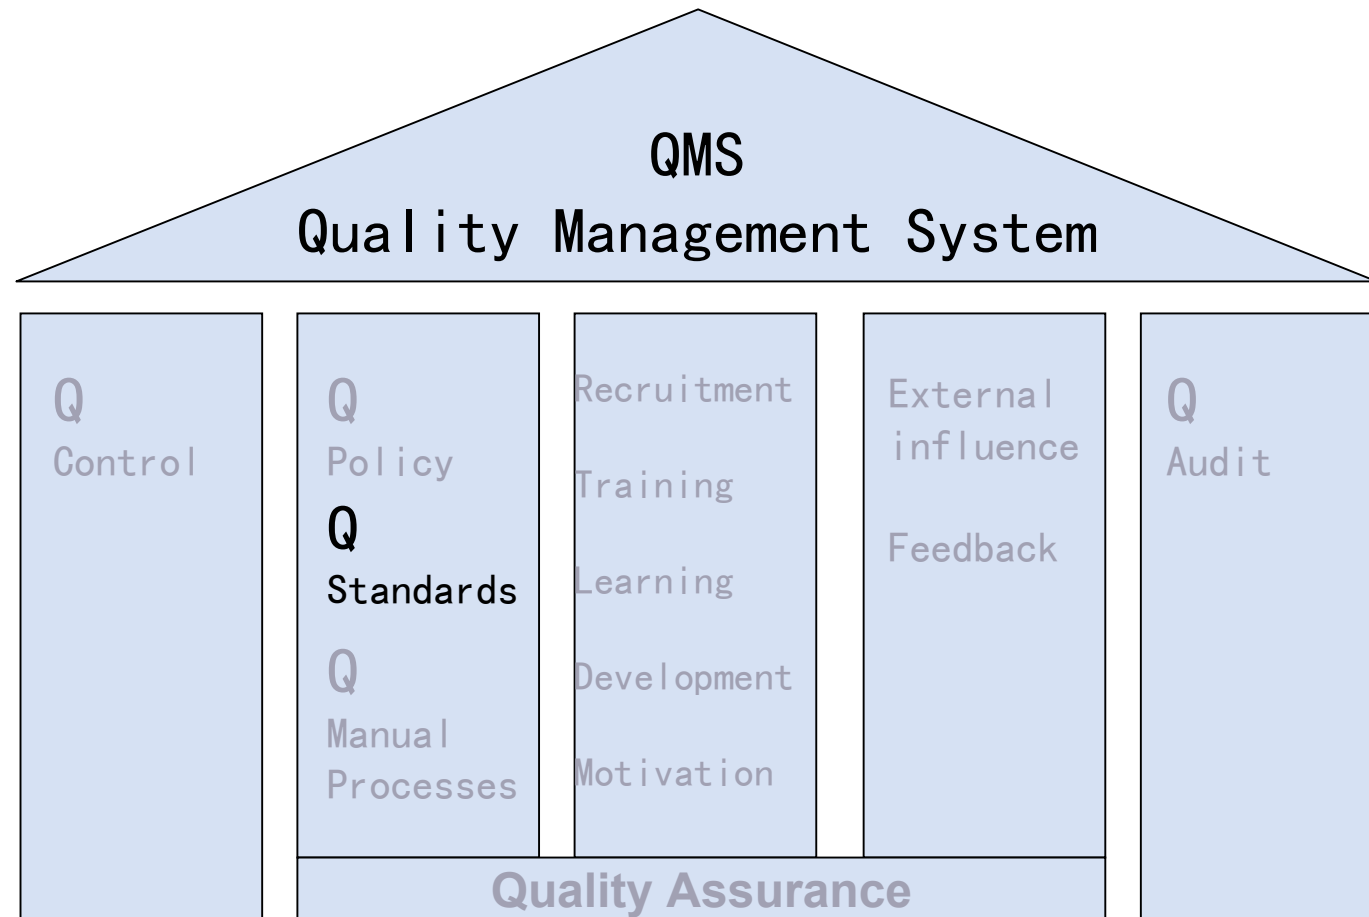 QMS
Quality Management System
Q
Control
Q
Policy
Q
Standards
Q
Manual
Processes
Recruitment
Training
Learning
Development
Motivation
External
influence
Feedback
Q
Audit
Quality Assurance